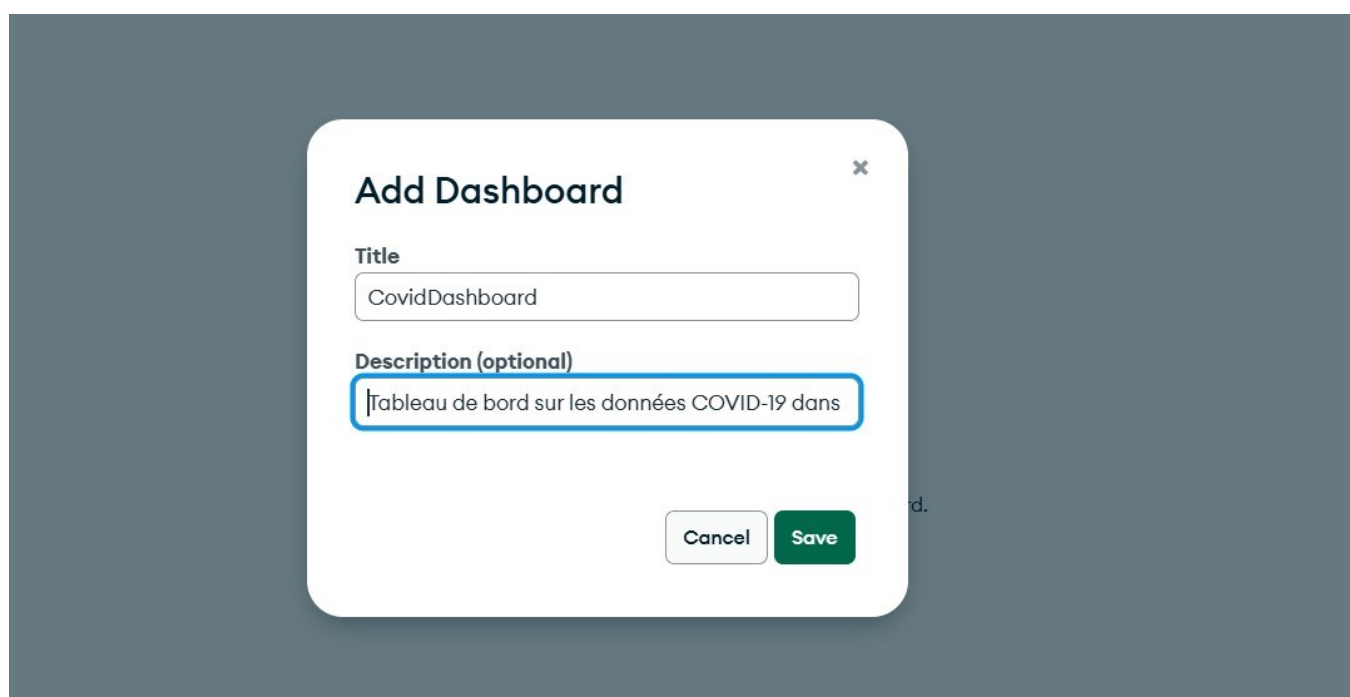 Add Dashboard
Title
CovidDashboard
Description (optional)
Tableau de bord sur les données COVID-19 dans
rd.
Cancel
Save